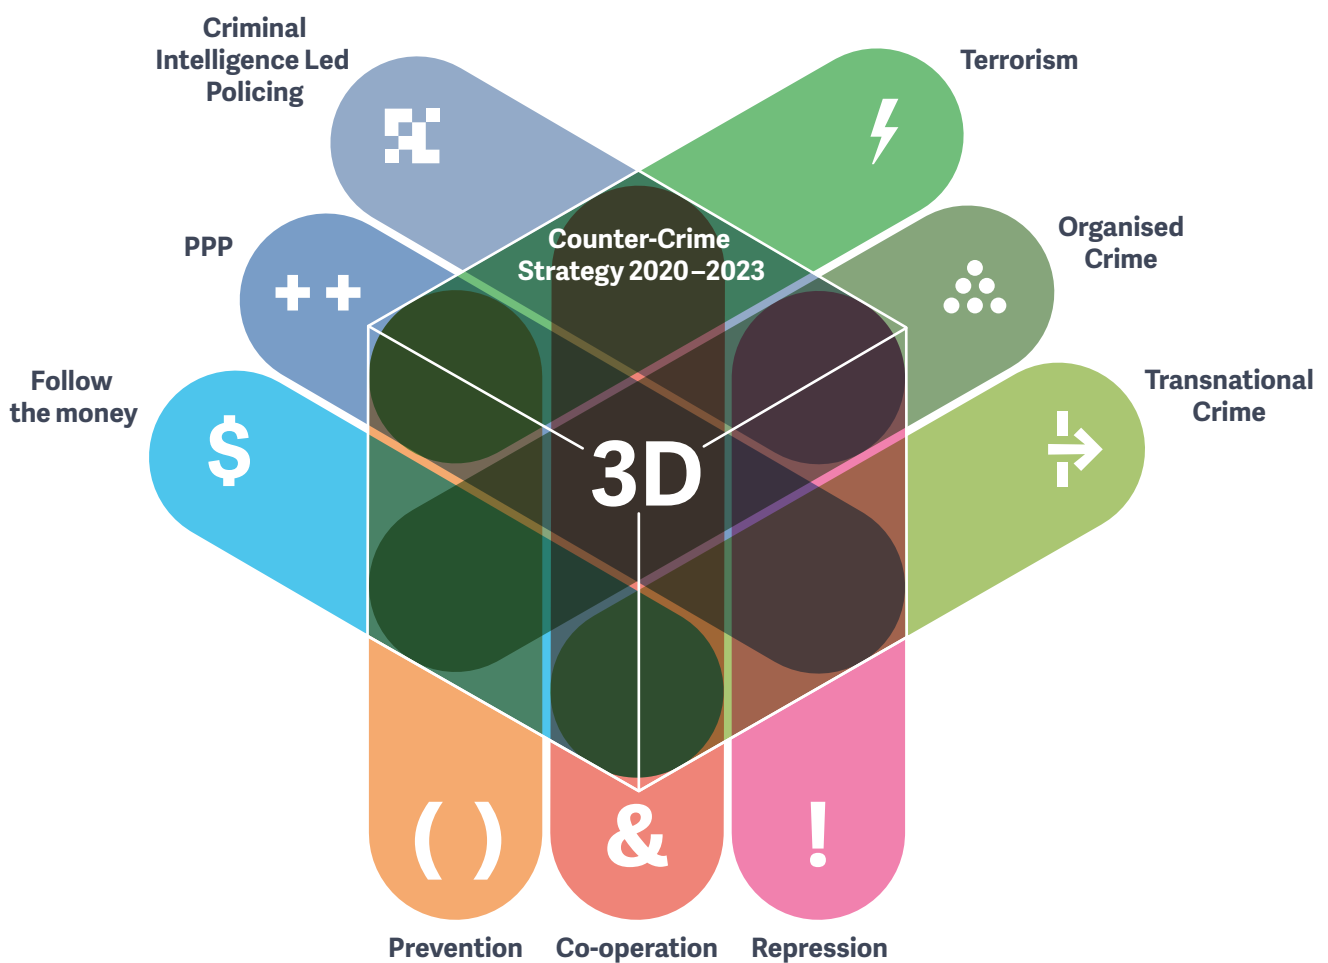 Criminal
Intelligence Led
Policing
Terrorism
PPP
++
Organised
Crime
Counter-Crime
Strategy 2020–2023
Follow
the money
$
Transnational
Crime
3D
( )
&
!
Prevention
Co-operation
Repression